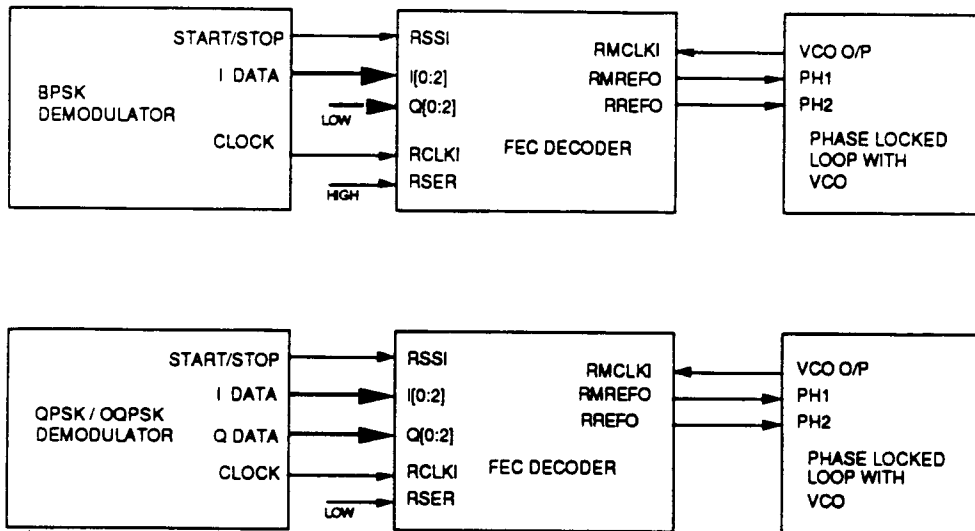 START/STOP RSSI RMCLKI VCO O/P
I DATA I[0:2] RMREFO PH1
BPSK
DEMODULATOR
LOW Q[0:2] RREFO PH2
CLOCK RCLKI FEC DECODER
PHASE LOCKED
LOOP WITH
VCO
HIGH RSER
START/STOP RSSI RMCLKI VCO O/P
I DATA I[0:2] RMREFO PH1
QPSK / OQPSK
DEMODULATOR
Q DATA Q[0:2] RREFO PH2
CLOCK RCLKI FEC DECODER
PHASE LOCKED
LOOP WITH
VCO
LOW RSER